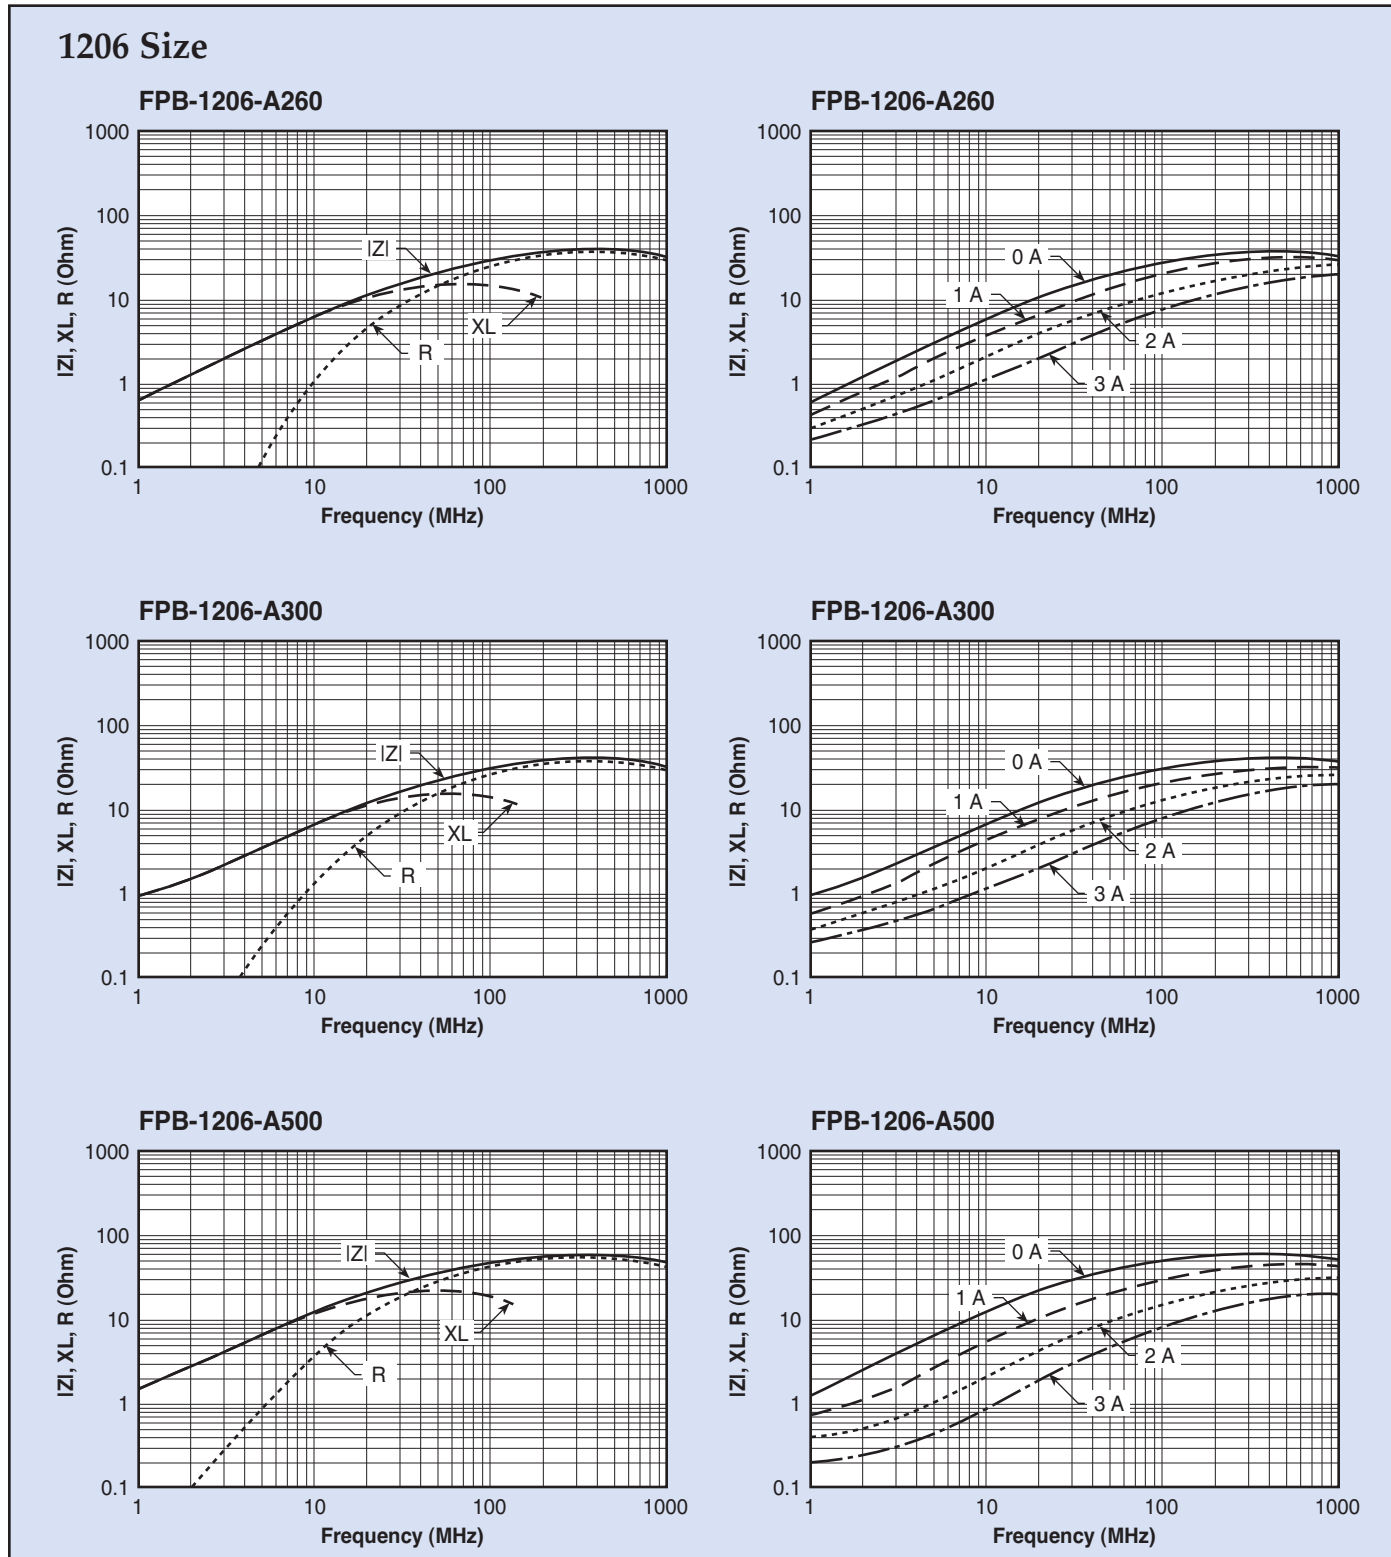 1206 Size
FPB-1206-A260
1000
100
10
1
0.1
|Z|, XL, R (Ohm)
|Z|
XL
R
1
10
100
1000
Frequency (MHz)
FPB-1206-A260
1000
100
10
1
0.1
|Z|, XL, R (Ohm)
0 A
1 A
2 A
3 A
1
10
100
1000
Frequency (MHz)
FPB-1206-A300
1000
100
10
1
0.1
|Z|, XL, R (Ohm)
|Z|
XL
R
1
10
100
1000
Frequency (MHz)
FPB-1206-A300
1000
100
10
1
0.1
|Z|, XL, R (Ohm)
0 A
1 A
2 A
3 A
1
10
100
1000
Frequency (MHz)
FPB-1206-A500
1000
100
10
1
0.1
|Z|, XL, R (Ohm)
|Z|
XL
R
1
10
100
1000
Frequency (MHz)
FPB-1206-A500
1000
100
10
1
0.1
|Z|, XL, R (Ohm)
0 A
1 A
2 A
3 A
1
10
100
1000
Frequency (MHz)